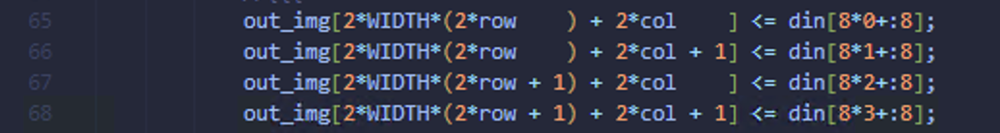 65 out_img[2*WIDTH*(2*row    ) + 2*col    ] <= din[8*0+:8];
66 out_img[2*WIDTH*(2*row    ) + 2*col + 1] <= din[8*1+:8];
67 out_img[2*WIDTH*(2*row + 1) + 2*col    ] <= din[8*2+:8];
68 out_img[2*WIDTH*(2*row + 1) + 2*col + 1] <= din[8*3+:8];